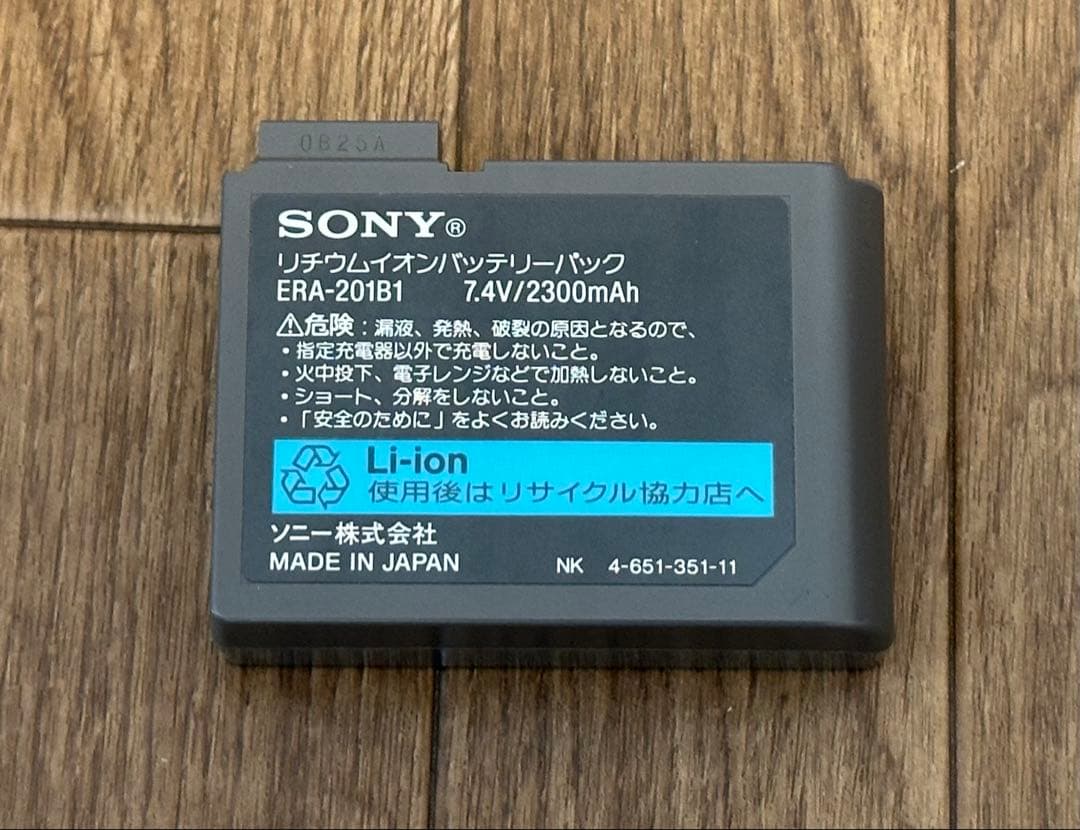 0B25A
SONY®
リチウムイオンバッテリーパック
ERA-201B1 7.4V/2300mAh
⚠危険：漏液、発熱、破裂の原因となるので、
・指定充電器以外で充電しないこと。
・火中投下、電子レンジなどで加熱しないこと。
・ショート、分解をしないこと。
・「安全のために」をよくお読みください。
Li-ion
使用後はリサイクル協力店へ
ソニー株式会社
MADE IN JAPAN NK 4-651-351-11